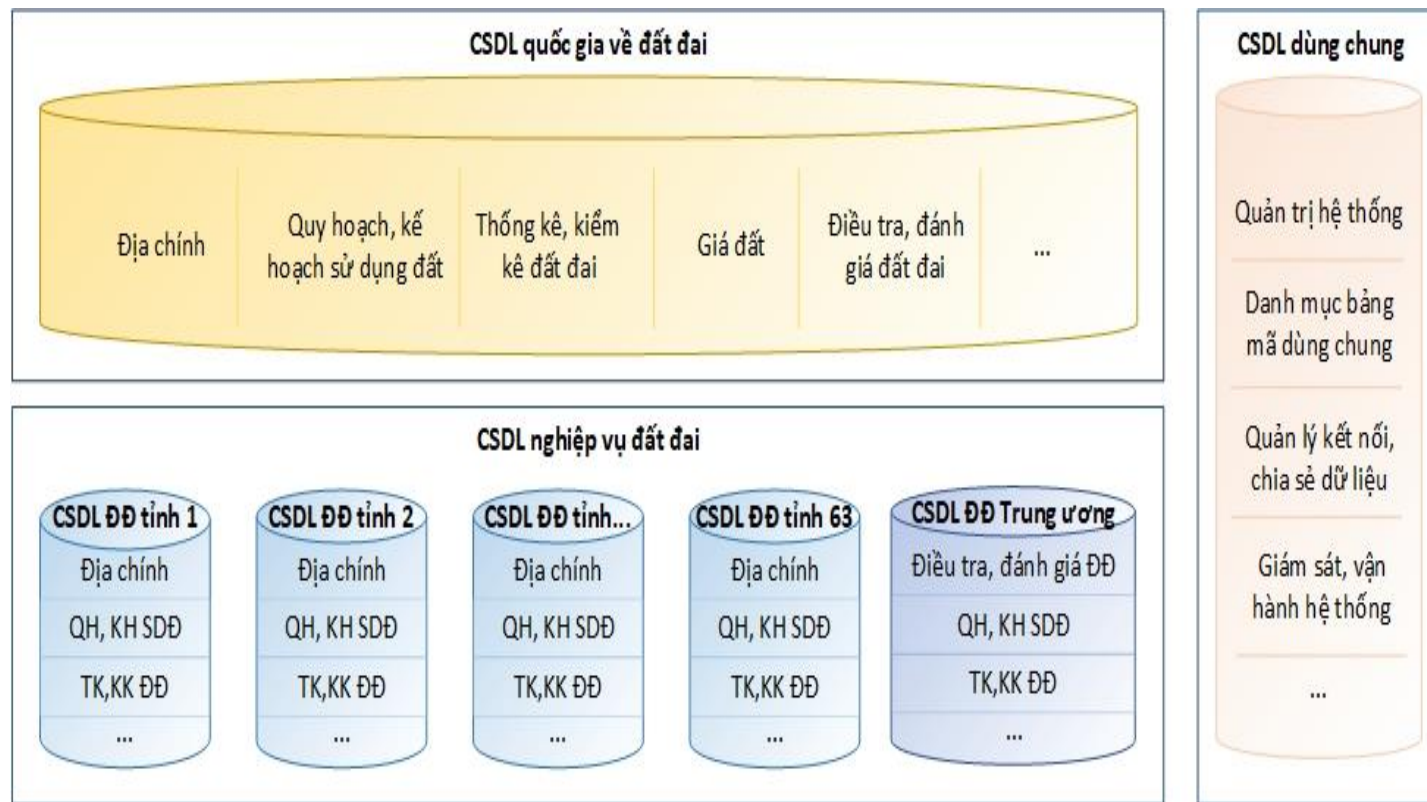 CSDL quốc gia về đất đai
Địa chính
Quy hoạch, kế
hoạch sử dụng đất
Thống kê, kiểm
kê đất đai
Giá đất
Điều tra, đánh
giá đất đai
...
CSDL nghiệp vụ đất đai
CSDL ĐĐ tỉnh 1
Địa chính
QH, KH SDĐ
TK,KK ĐĐ
...
CSDL ĐĐ tỉnh 2
Địa chính
QH, KH SDĐ
TK,KK ĐĐ
...
CSDL ĐĐ tỉnh...
Địa chính
QH, KH SDĐ
TK,KK ĐĐ
...
CSDL ĐĐ tỉnh 63
Địa chính
QH, KH SDĐ
TK,KK ĐĐ
...
CSDL ĐĐ Trung ương
Điều tra, đánh giá ĐĐ
QH, KH SDĐ
TK,KK ĐĐ
...
CSDL dùng chung
Quản trị hệ thống
Danh mục bảng
mã dùng chung
Quản lý kết nối,
chia sẻ dữ liệu
Giám sát, vận
hành hệ thống
...